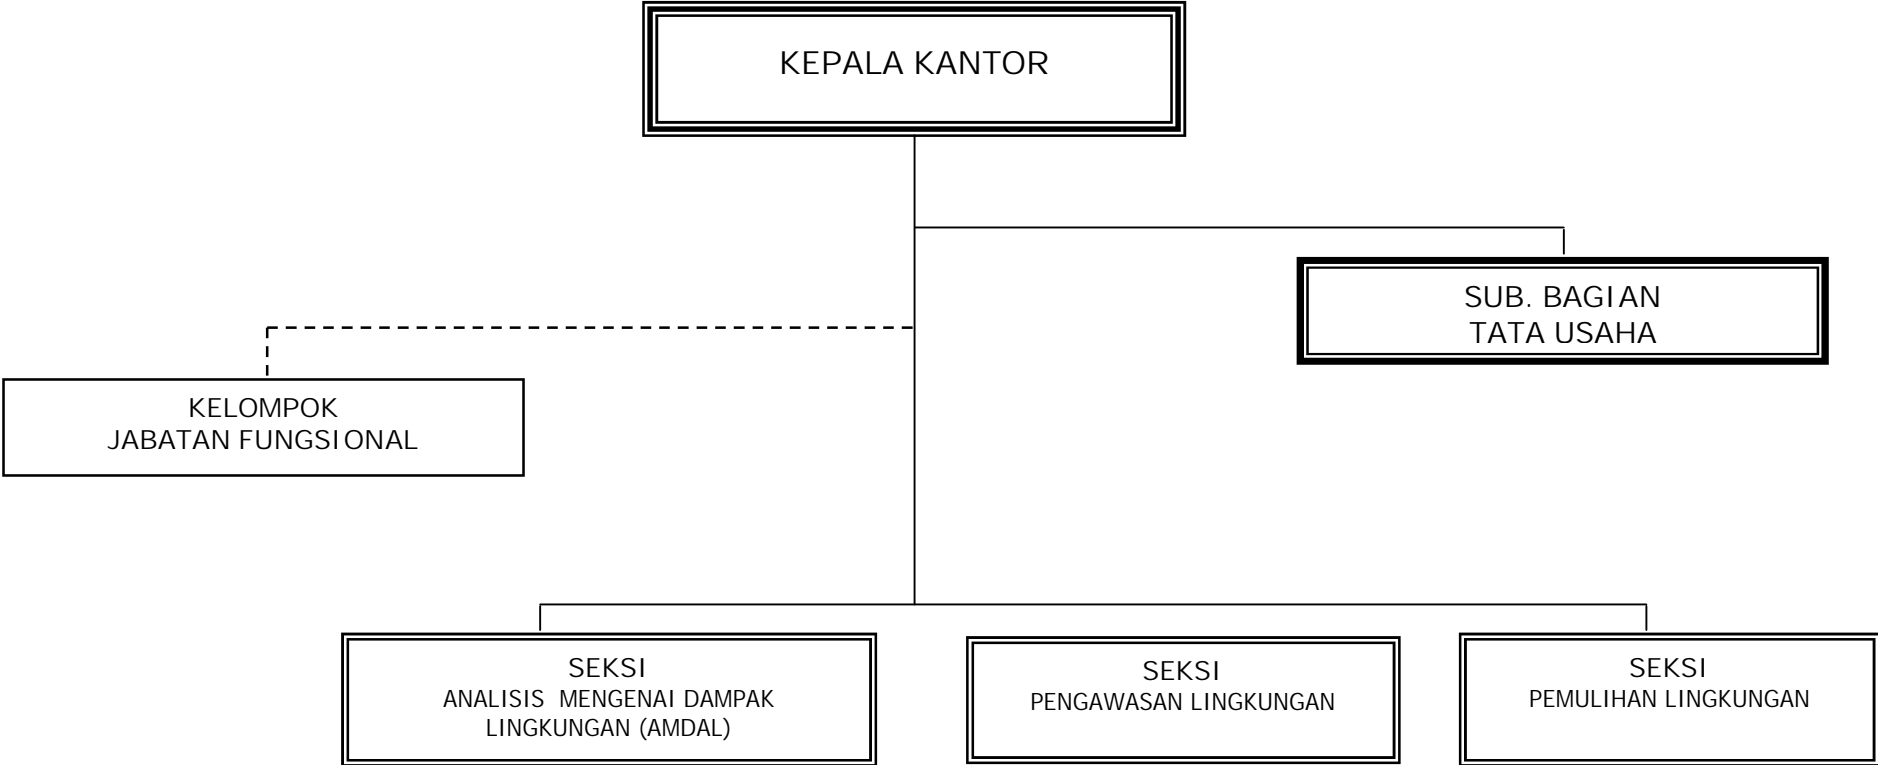 KEPALA KANTOR
SUB. BAGIAN
TATA USAHA
KELOMPOK
JABATAN FUNGSIONAL
SEKSI
ANALISIS MENGENAI DAMPAK
LINGKUNGAN (AMDAL)
SEKSI
PENGAWASAN LINGKUNGAN
SEKSI
PEMULIHAN LINGKUNGAN